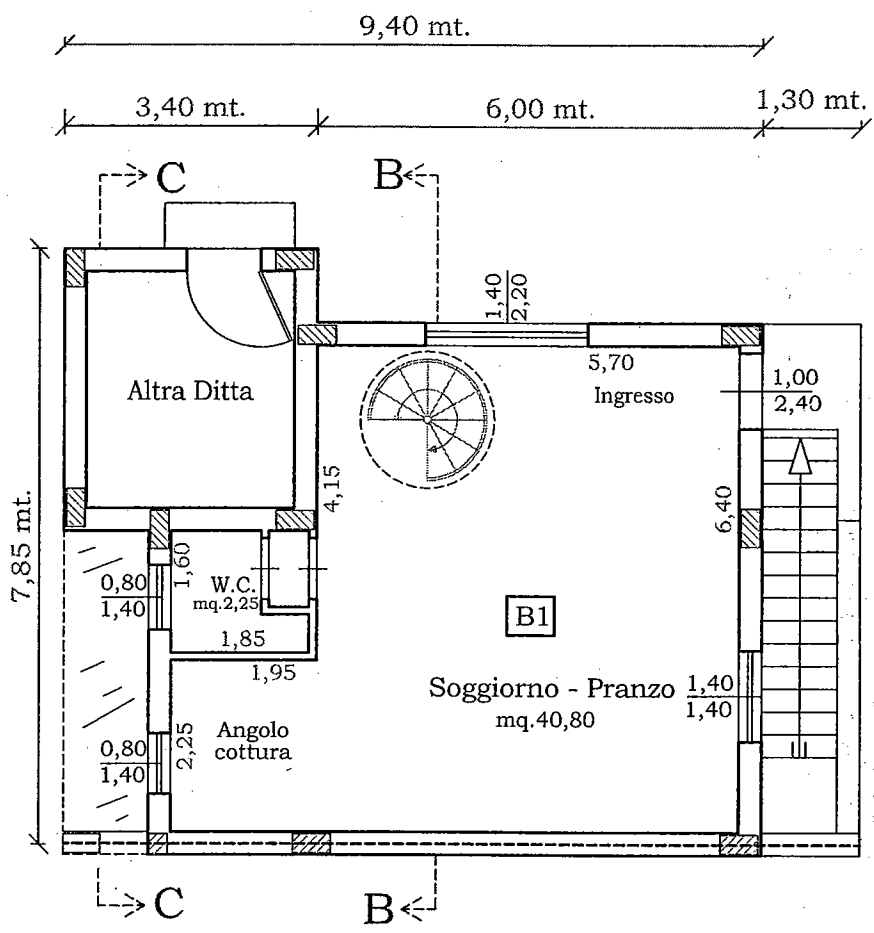 9,40 mt.
3,40 mt.
6,00 mt.
1,30 mt.
C
B
1,40
2,20
5,70
Ingresso
1,00
2,40
Altra Ditta
4,15
6,40
7,85 mt.
0,80
1,40
1,60
W.C.
mq.2,25
1,85
1,95
B1
Soggiorno - Pranzo
mq.40,80
1,40
1,40
Angolo
cottura
2,25
0,80
1,40
C
B